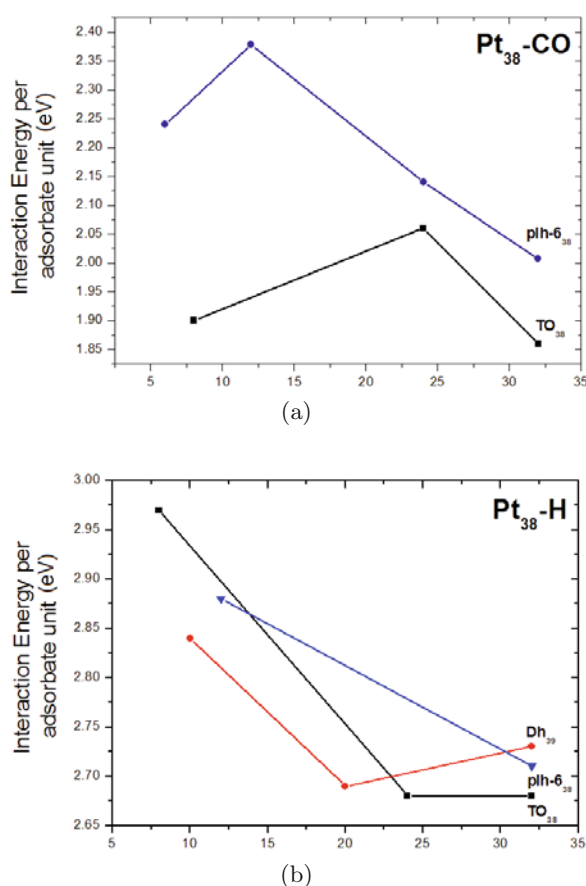 Pt38-CO
2.40
2.35
2.30
2.25
2.20
2.15
2.10
2.05
2.00
1.95
1.90
1.85
Interaction Energy per
adsorbate unit (eV)
plh-638
TO38
5
10
15
20
25
30
35
(a)
Pt38-H
3.00
2.95
2.90
2.85
2.80
2.75
2.70
2.65
Interaction Energy per
adsorbate unit (eV)
Dh39
plh-638
TO38
5
10
15
20
25
30
35
(b)